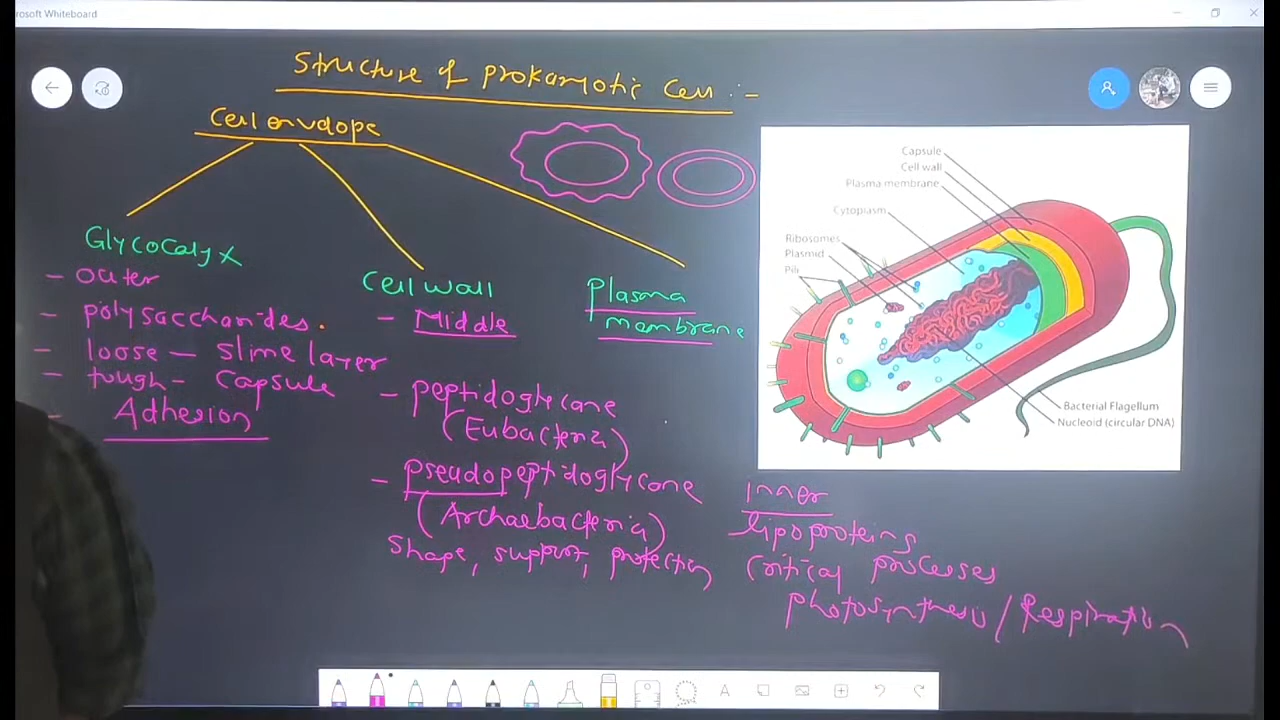 rosoft Whiteboard
Structure of prokaryotic Cell :-
Cell envelope
Glycocalyx
- outer
- polysaccharides.
- loose - slime layer
- tough - Capsule
- Adhesion
Cell wall
- Middle
- peptidoglycane
(Eubacteria)
- pseudopeptidoglycane
(Archaebacteria)
Shape, support, protection
Plasma
membrane
inner
lipoproteins
Critical processes
photosynthesis/Respiration
Capsule
Cell wall
Plasma membrane
Cytoplasm
Ribosomes
Plasmid
Pili
Bacterial Flagellum
Nucleoid (circular DNA)
A